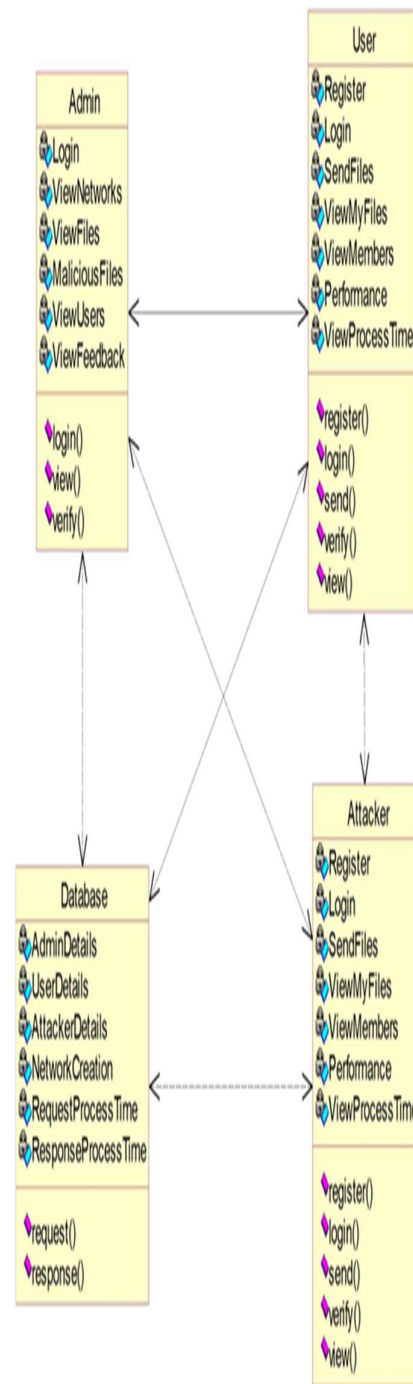 Admin
Login
ViewNetworks
ViewFiles
MaliciousFiles
ViewUsers
ViewFeedback
login()
view()
verify()
User
Register
Login
SendFiles
ViewMyFiles
ViewMembers
Performance
ViewProcessTime
register()
login()
send()
verify()
view()
Database
AdminDetails
UserDetails
AttackerDetails
NetworkCreation
RequestProcessTime
ResponseProcessTime
request()
response()
Attacker
Register
Login
SendFiles
ViewMyFiles
ViewMembers
Performance
ViewProcessTime
register()
login()
send()
verify()
view()